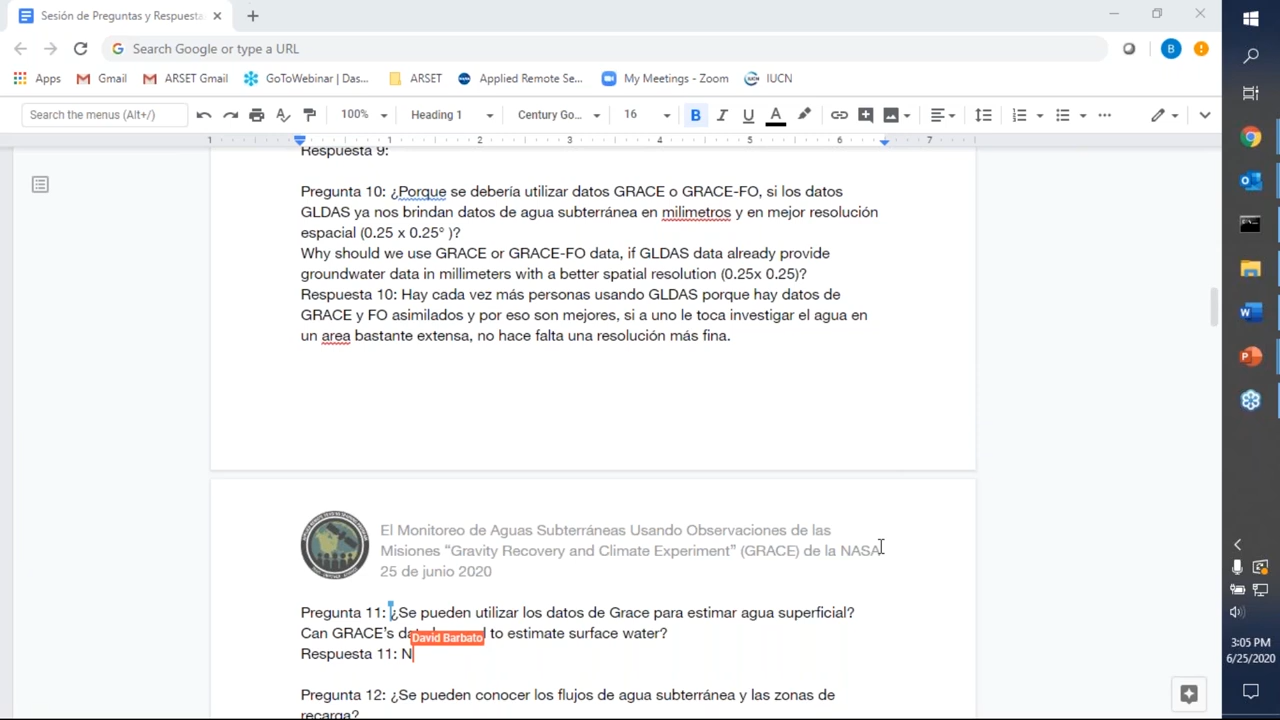 Sesión de Preguntas y Respuesta
Search Google or type a URL
B
Apps
Gmail
ARSET Gmail
GoToWebinar | Das...
ARSET
Applied Remote Se...
My Meetings - Zoom
IUCN
Search the menus (Alt+/)
100%
Heading 1
Century Go...
16
B I U A
1 1 2 3 4 5 6 7
Respuesta 9:
Pregunta 10: ¿Porque se debería utilizar datos GRACE o GRACE-FO, si los datos
GLDAS ya nos brindan datos de agua subterránea en milimetros y en mejor resolución
espacial (0.25 x 0.25° )?
Why should we use GRACE or GRACE-FO data, if GLDAS data already provide
groundwater data in millimeters with a better spatial resolution (0.25x 0.25)?
Respuesta 10: Hay cada vez más personas usando GLDAS porque hay datos de
GRACE y FO asimilados y por eso son mejores, si a uno le toca investigar el agua en
un area bastante extensa, no hace falta una resolución más fina.
El Monitoreo de Aguas Subterráneas Usando Observaciones de las
Misiones “Gravity Recovery and Climate Experiment” (GRACE) de la NASA
25 de junio 2020
Pregunta 11: ¿Se pueden utilizar los datos de Grace para estimar agua superficial?
Can GRACE’s to estimate surface water?
David Barbato
Respuesta 11: N
Pregunta 12: ¿Se pueden conocer los flujos de agua subterránea y las zonas de
recarga?
3:05 PM
6/25/2020